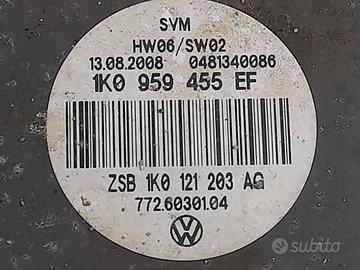 SVM
HW06/SW02
13.08.2008 0481340086
1K0 959 455 EF
ZSB 1K0 121 203 AG
772.60301.04
subito